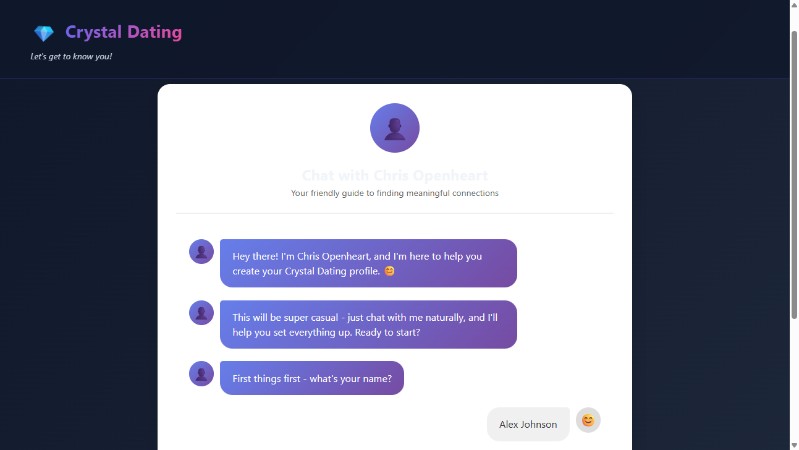 Crystal Dating
Let's get to know you!
Chat with Chris Openheart
Your friendly guide to finding meaningful connections
Hey there! I'm Chris Openheart, and I'm here to help you
create your Crystal Dating profile. 😊
This will be super casual - just chat with me naturally, and I'll
help you set everything up. Ready to start?
First things first - what's your name?
Alex Johnson